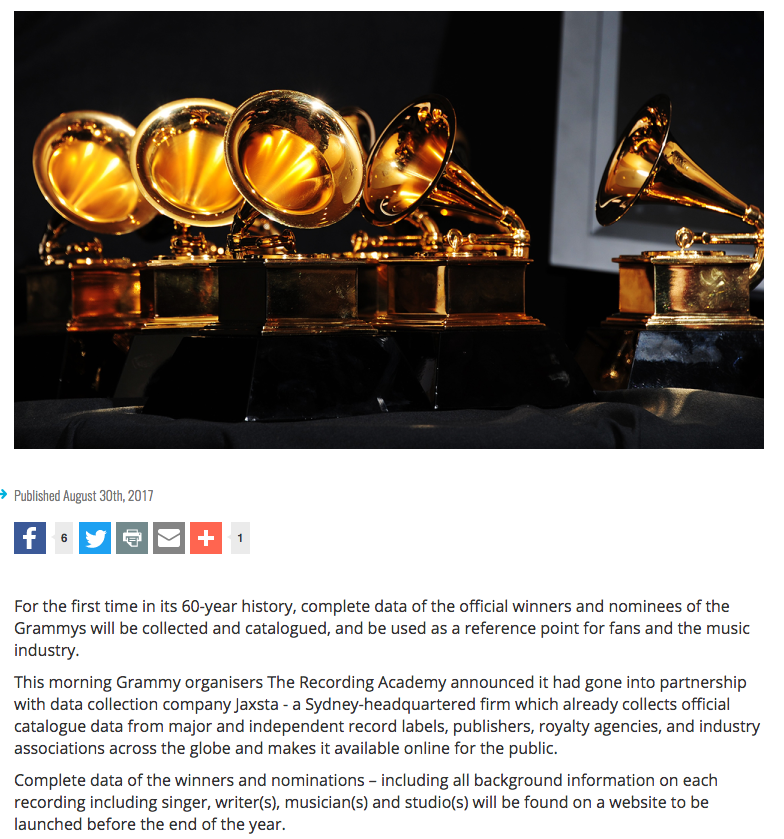 Published August 30th, 2017
6
1
For the first time in its 60-year history, complete data of the official winners and nominees of the
Grammys will be collected and catalogued, and be used as a reference point for fans and the music
industry.
This morning Grammy organisers The Recording Academy announced it had gone into partnership
with data collection company Jaxsta - a Sydney-headquartered firm which already collects official
catalogue data from major and independent record labels, publishers, royalty agencies, and industry
associations across the globe and makes it available online for the public.
Complete data of the winners and nominations – including all background information on each
recording including singer, writer(s), musician(s) and studio(s) will be found on a website to be
launched before the end of the year.